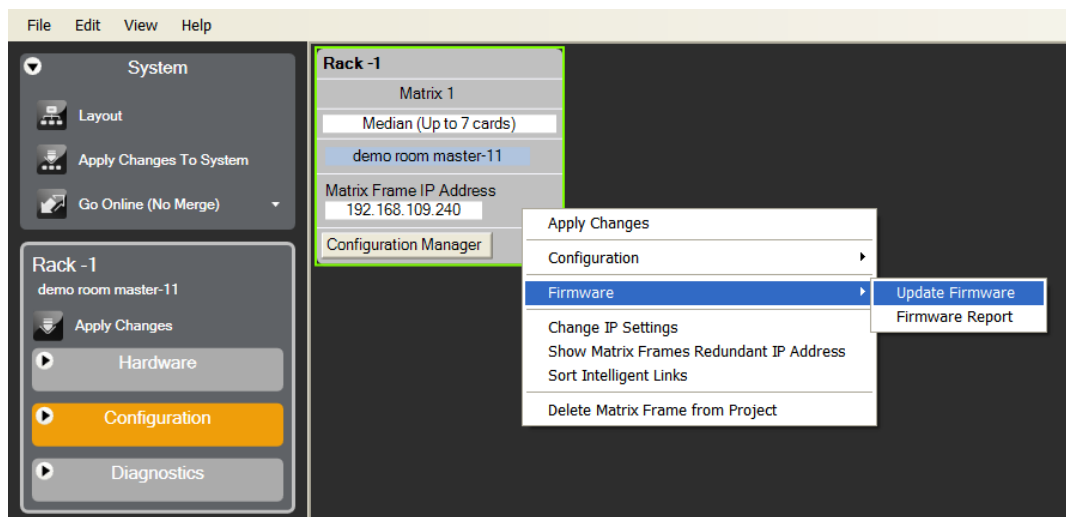 File Edit View Help
System
Layout
Apply Changes To System
Go Online (No Merge)
Rack -1
demo room master-11
Apply Changes
Hardware
Configuration
Diagnostics
Rack -1
Matrix 1
Median (Up to 7 cards)
demo room master-11
Matrix Frame IP Address
192.168.109.240
Configuration Manager
Apply Changes
Configuration
Firmware
Change IP Settings
Show Matrix Frames Redundant IP Address
Sort Intelligent Links
Delete Matrix Frame from Project
Update Firmware
Firmware Report